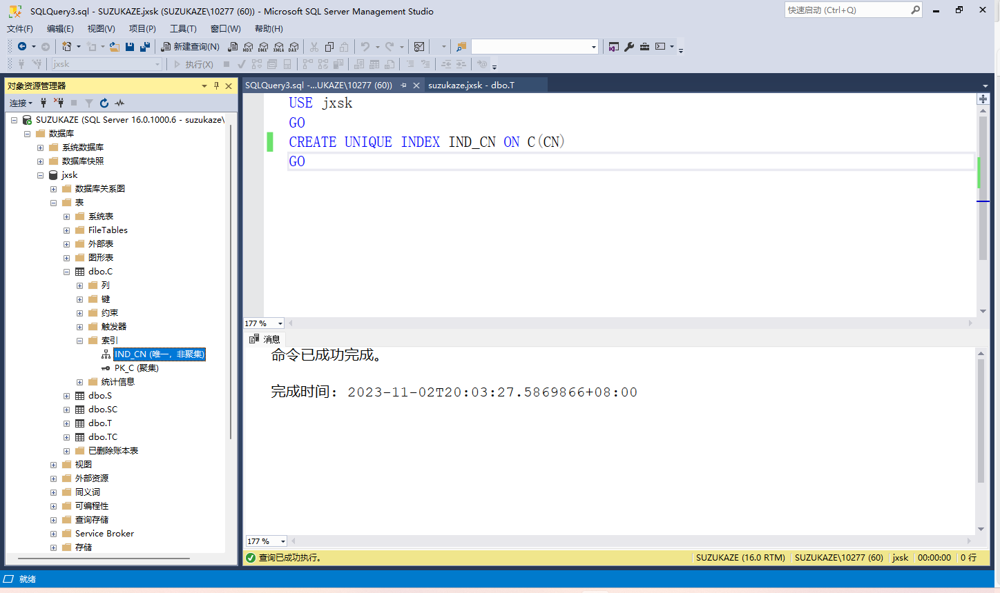 SQLQuery3.sql - SUZUKAZE.jxsk (SUZUKAZE\10277 (60)) - Microsoft SQL Server Management Studio
快速启动 (Ctrl+Q)
文件(F) 编辑(E) 视图(V) 项目(P) 工具(T) 窗口(W) 帮助(H)
新建查询(N) MDX DMX XMLA DAX
jxsk 执行(X)
对象资源管理器
连接
SUZUKAZE (SQL Server 16.0.1000.6 - suzukaze\
数据库
系统数据库
数据库快照
jxsk
数据库关系图
表
系统表
FileTables
外部表
图形表
dbo.C
列
键
约束
触发器
索引
IND_CN (唯一，非聚集)
PK_C (聚集)
统计信息
dbo.S
dbo.SC
dbo.T
dbo.TC
已删除账本表
视图
外部资源
同义词
可编程性
查询存储
Service Broker
存储
SQLQuery3.sql -...UKAZE\10277 (60)) suzukaze.jxsk - dbo.T
USE jxsk
GO
CREATE UNIQUE INDEX IND_CN ON C(CN)
GO
177 %
消息
命令已成功完成。
完成时间: 2023-11-02T20:03:27.5869866+08:00
177 %
查询已成功执行。 SUZUKAZE (16.0 RTM) SUZUKAZE\10277 (60) jxsk 00:00:00 0 行
就绪